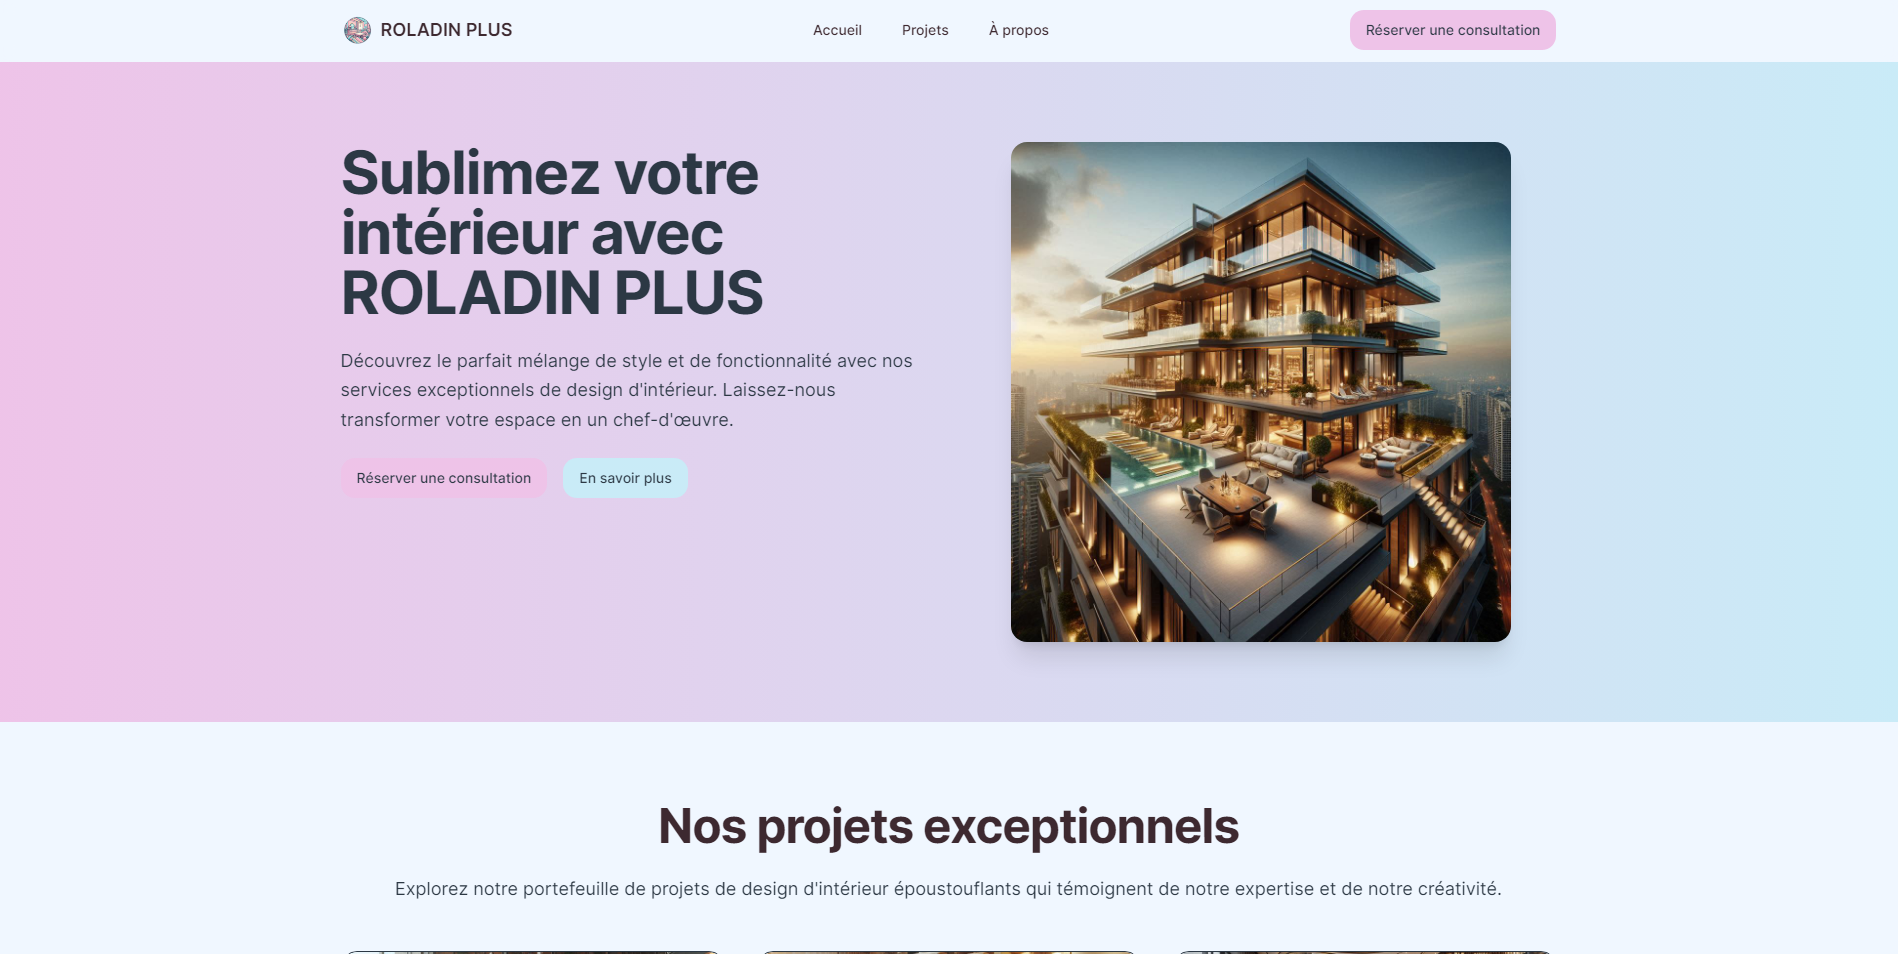 ROLADIN PLUS
Accueil
Projets
À propos
Réserver une consultation
Sublimez votre
intérieur avec
ROLADIN PLUS
Découvrez le parfait mélange de style et de fonctionnalité avec nos
services exceptionnels de design d'intérieur. Laissez-nous
transformer votre espace en un chef-d'œuvre.
Réserver une consultation
En savoir plus
Nos projets exceptionnels
Explorez notre portefeuille de projets de design d'intérieur époustouflants qui témoignent de notre expertise et de notre créativité.